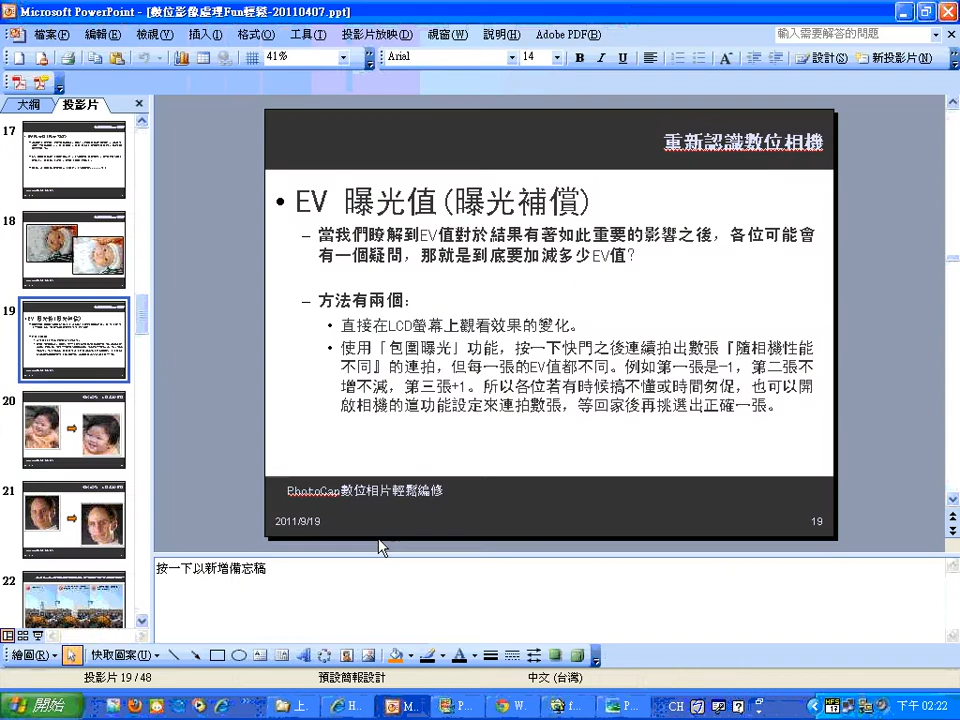 Microsoft PowerPoint - [數位影像處理Fun輕鬆-20110407.ppt]
檔案(F) 編輯(E) 檢視(V) 插入(I) 格式(O) 工具(T) 投影片放映(D) 視窗(W) 說明(H) Adobe PDF(B) 輸入需要解答的問題
41% Arial 14 B I U 設計(S) 新投影片(N)
大綱 投影片
17
18
19
20
21
22
重新認識數位相機
• EV 曝光值(曝光補償)
– 當我們瞭解到EV值對於結果有著如此重要的影響之後，各位可能會
有一個疑問，那就是到底要加減多少EV值?
– 方法有兩個：
• 直接在LCD螢幕上觀看效果的變化。
• 使用「包圍曝光」功能，按一下快門之後連續拍出數張『隨相機性能
不同』的連拍，但每一張的EV值都不同。例如第一張是-1，第二張不
增不減，第三張+1。所以各位若有時候搞不懂或時間匆促，也可以開
啟相機的這功能設定來連拍數張，等回家後再挑選出正確一張。
PhotoCap數位相片輕鬆編修
2011/9/19 19
按一下以新增備忘稿
繪圖(R) 快取圖案(U)
投影片 19 / 48 預設簡報設計 中文 (台灣)
開始 上. H. M. P. W. f... P... CH 下午 02:22